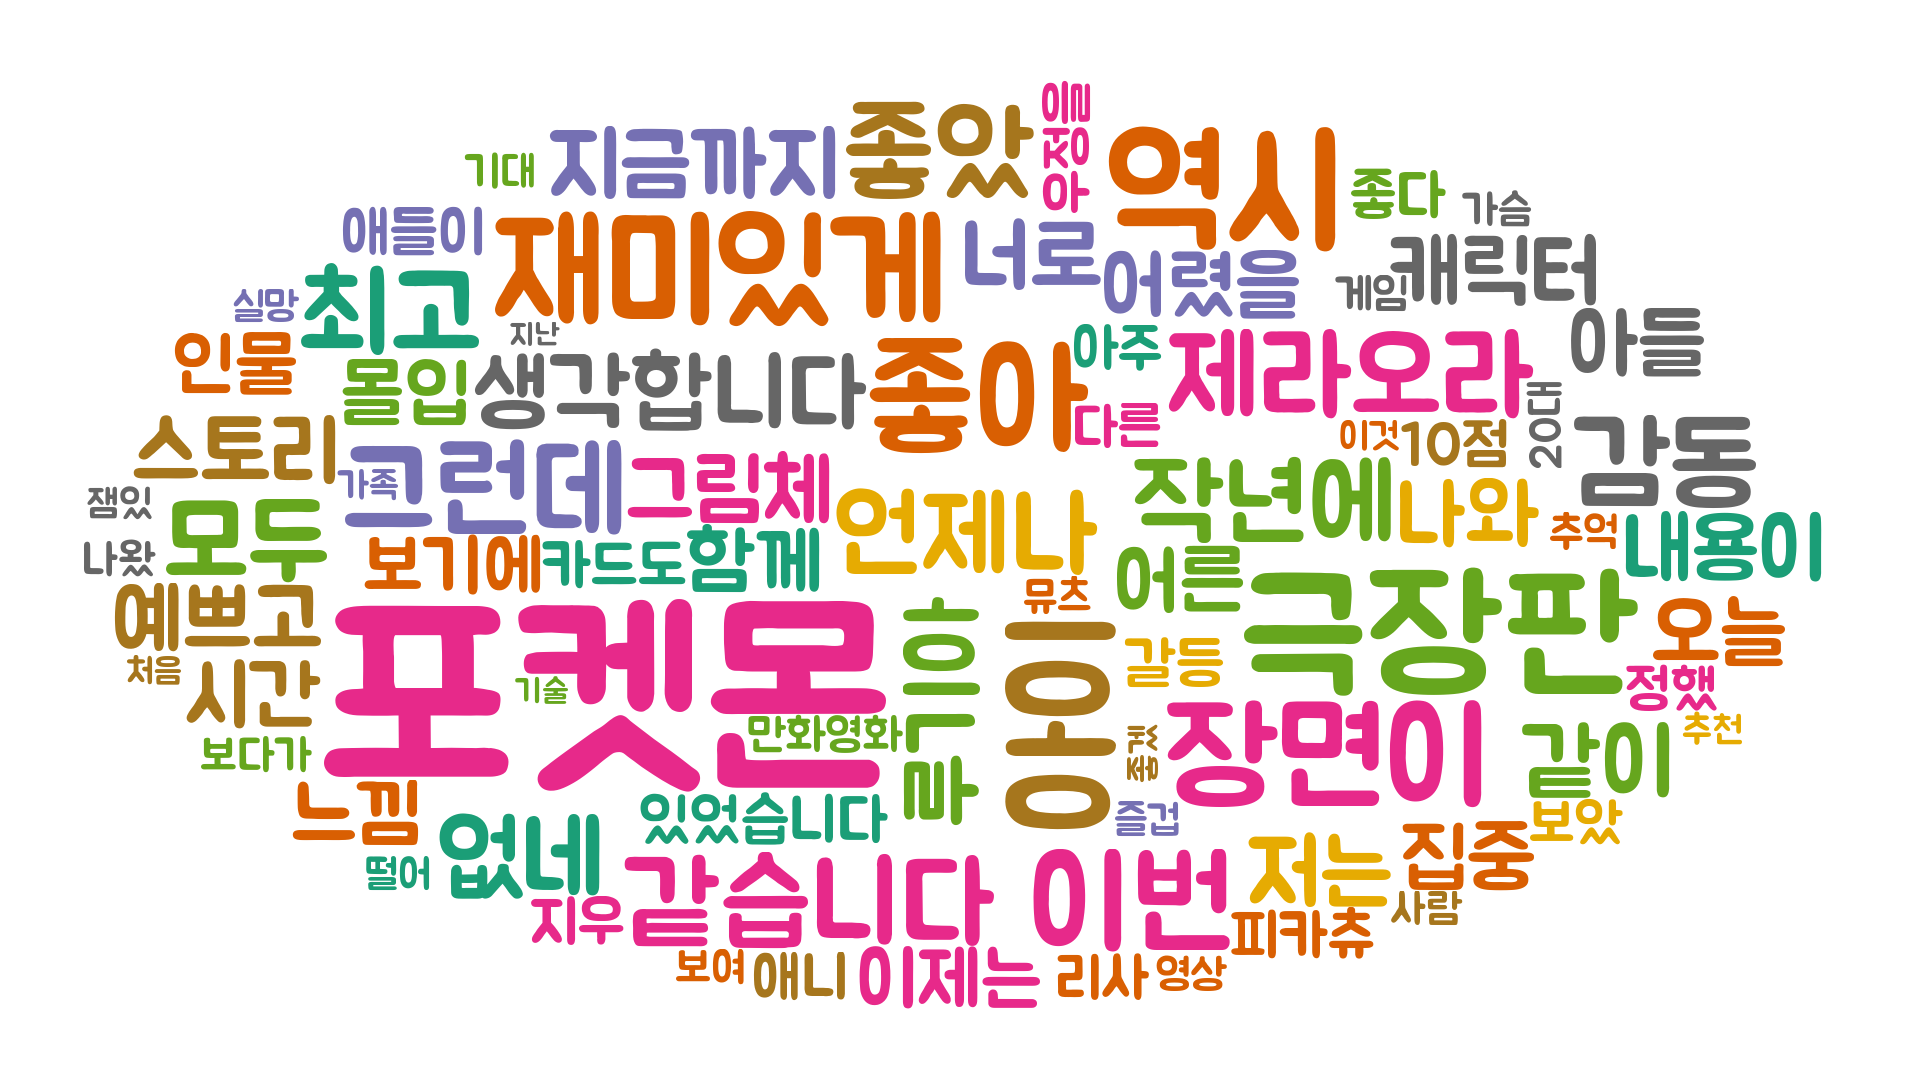 우정을
지금까지
좋았
역시
기대
좋다
가슴
애들이
재미있게
너로
어렸을
캐릭터
실망
최고
게임
지난
인물
몰입
생각합니다
좋아
아주
제라오라
아들
다른
20대
이것
10점
감동
스토리
가족
그런데
그림체
언제나
작년에
나와
잼있
모두
추억
내용이
나왔
보기에
카드도
함께
어른
예쁘고
뮤츠
흐
극장판
오늘
처음
시간
포켓몬
기술
흑
갈등
정했
보다가
만화영화
쯤
장면이
같이
추천
느낌
있었습니다
즐겁
보았
떨어
없네
같습니다
이번
저는
집중
지우
피카츄
사람
보여
애니
이제는
리사
영상